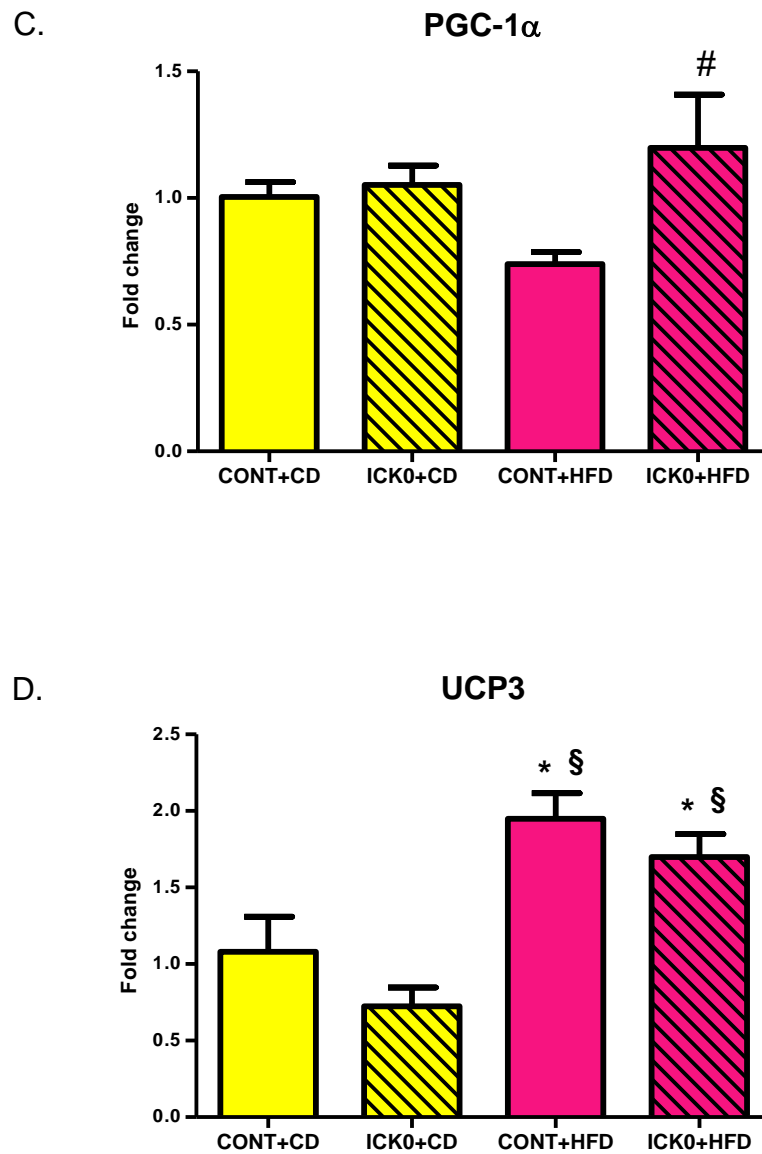 C.
PGC-1α
#
1.5
1.0
0.5
0.0
Fold change
CONT+CD ICK0+CD CONT+HFD ICK0+HFD
D.
UCP3
* §
* §
2.5
2.0
1.5
1.0
0.5
0.0
Fold change
CONT+CD ICK0+CD CONT+HFD ICK0+HFD